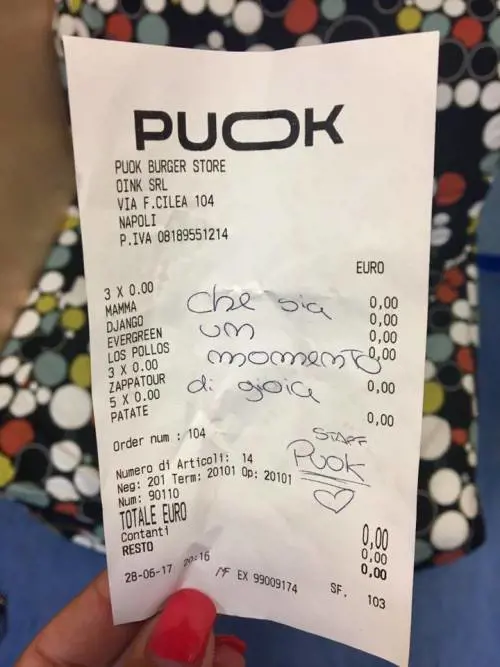 PUOK
PUOK BURGER STORE
OINK SRL
VIA F.CILEA 104
NAPOLI
P.IVA 08189551214
EURO
3 X 0.00
MAMMA 0,00
DJANGO 0,00
EVERGREEN 0,00
LOS POLLOS 0,00
3 X 0.00
ZAPPATOUR 0,00
5 X 0.00
PATATE 0,00
che sia
um
momento
di gioia
STAFF
PUOK
Order num : 104
Numero di Articoli: 14
Neg: 201 Term: 20101 Op: 20101
Num: 90110
TOTALE EURO 0,00
Contanti 0,00
RESTO 0,00
28-06-17 20:16 MF EX 99009174 SF. 103